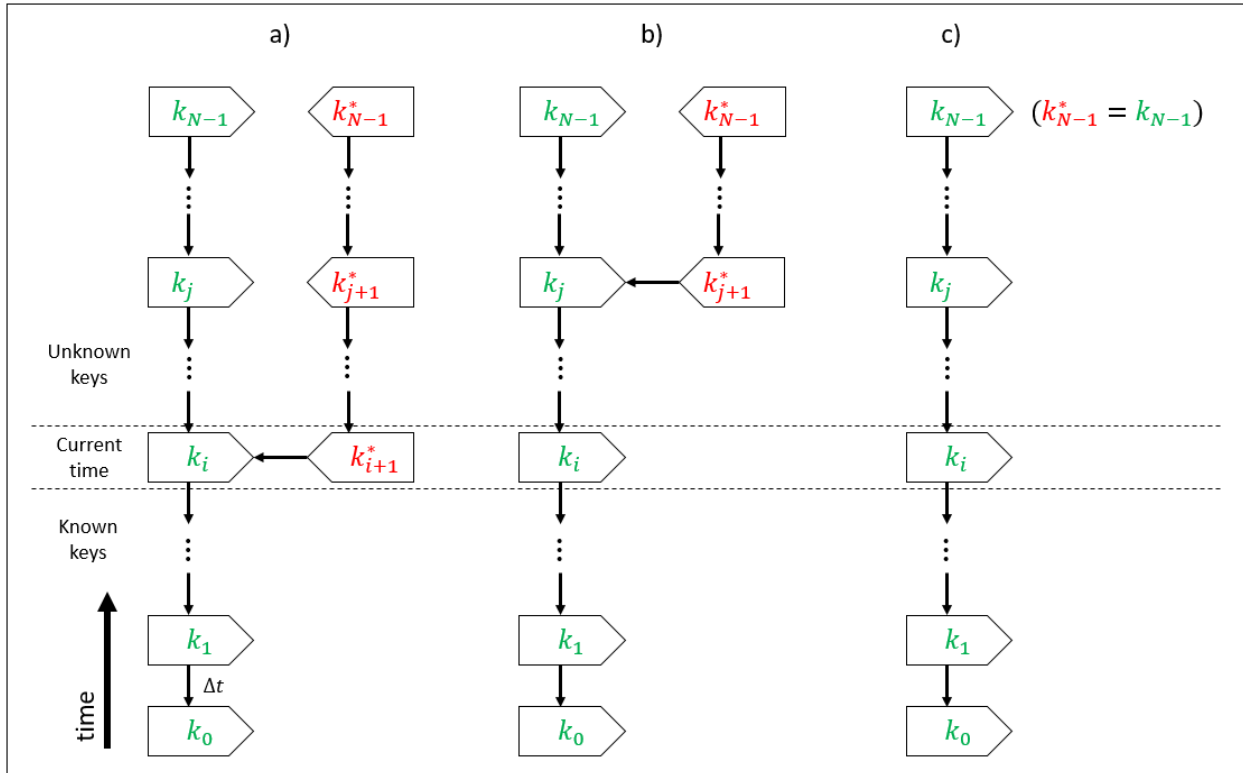 a) b) c)
k_{N-1} k^*_{N-1} k_{N-1} k^*_{N-1} k_{N-1} (k^*_{N-1} = k_{N-1})
k_j k^*_{j+1} k_j k^*_{j+1} k_j
Unknown
keys
Current
time
k_i k^*_{i+1} k_i k_i
Known
keys
k_1 k_1 k_1
Δt
time
k_0 k_0 k_0